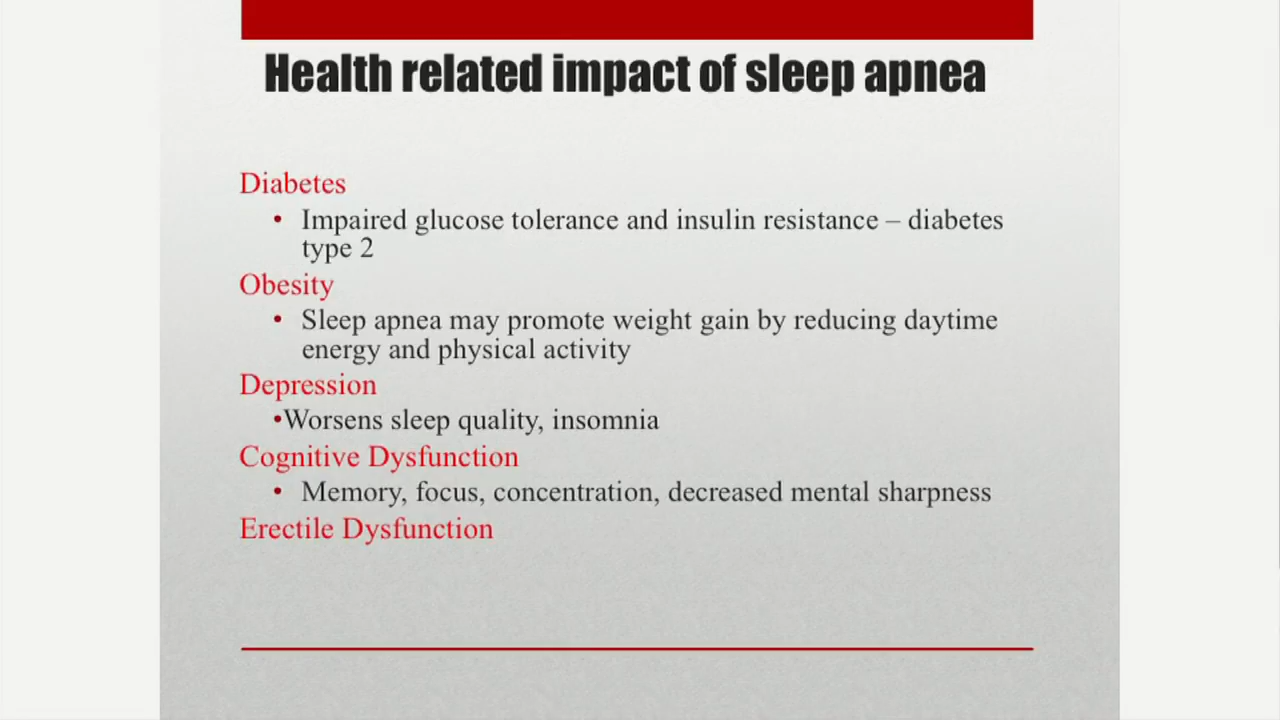 Health related impact of sleep apnea
Diabetes
• Impaired glucose tolerance and insulin resistance – diabetes
type 2
Obesity
• Sleep apnea may promote weight gain by reducing daytime
energy and physical activity
Depression
•Worsens sleep quality, insomnia
Cognitive Dysfunction
• Memory, focus, concentration, decreased mental sharpness
Erectile Dysfunction